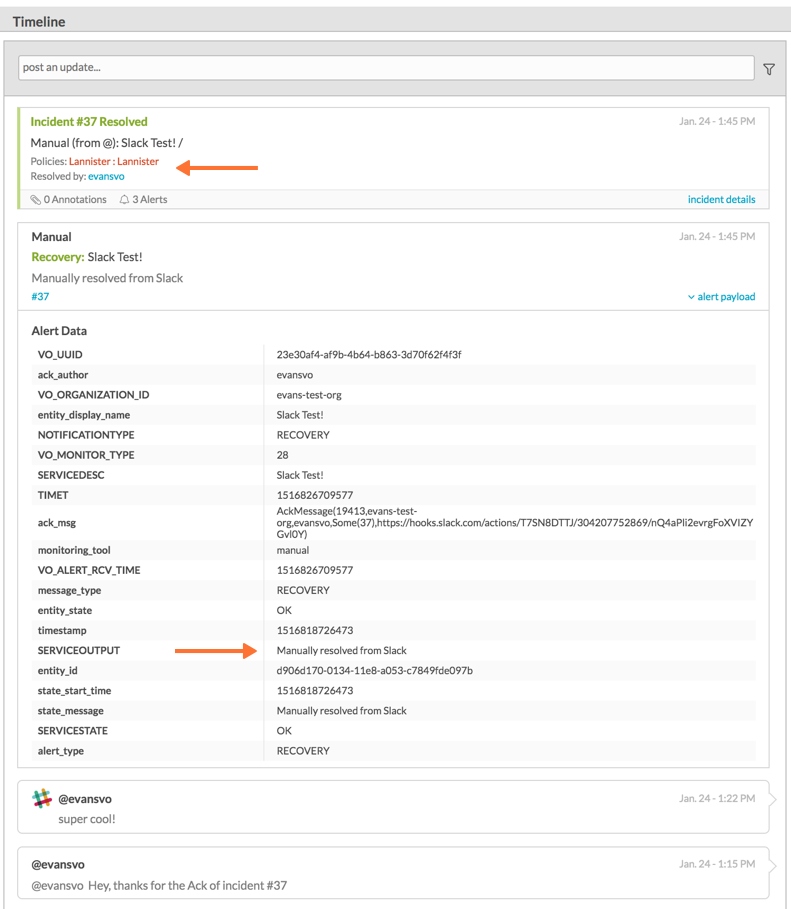 Timeline
post an update...
Incident #37 Resolved Jan. 24 - 1:45 PM
Manual (from @): Slack Test! /
Policies: Lannister : Lannister
Resolved by: evansvo
0 Annotations 3 Alerts incident details
Manual Jan. 24 - 1:45 PM
Recovery: Slack Test!
Manually resolved from Slack
#37 alert payload
Alert Data
VO_UUID 23e30af4-af9b-4b64-b863-3d70f62f4f3f
ack_author evansvo
VO_ORGANIZATION_ID evans-test-org
entity_display_name Slack Test!
NOTIFICATIONTYPE RECOVERY
VO_MONITOR_TYPE 28
SERVICEDESC Slack Test!
TIMET 1516826709577
AckMessage(19413,evans-test-
ack_msg org,evansvo,Some(37),https://hooks.slack.com/actions/T7SN8DTTJ/304207752869/nQ4aPli2evrgFoXVIZY
Gvl0Y)
monitoring_tool manual
VO_ALERT_RCV_TIME 1516826709577
message_type RECOVERY
entity_state OK
timestamp 1516818726473
SERVICEOUTPUT Manually resolved from Slack
entity_id d906d170-0134-11e8-a053-c7849fde097b
state_start_time 1516818726473
state_message Manually resolved from Slack
SERVICESTATE OK
alert_type RECOVERY
@evansvo Jan. 24 - 1:22 PM
super cool!
@evansvo Jan. 24 - 1:15 PM
@evansvo Hey, thanks for the Ack of incident #37